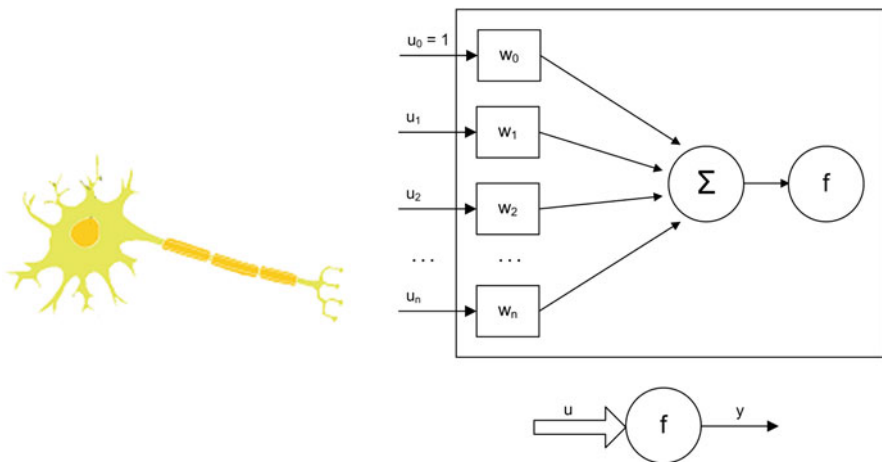 u₀ = 1
w₀
u₁
w₁
u₂
w₂
Σ
f
... ...
uₙ
wₙ
u
f
y